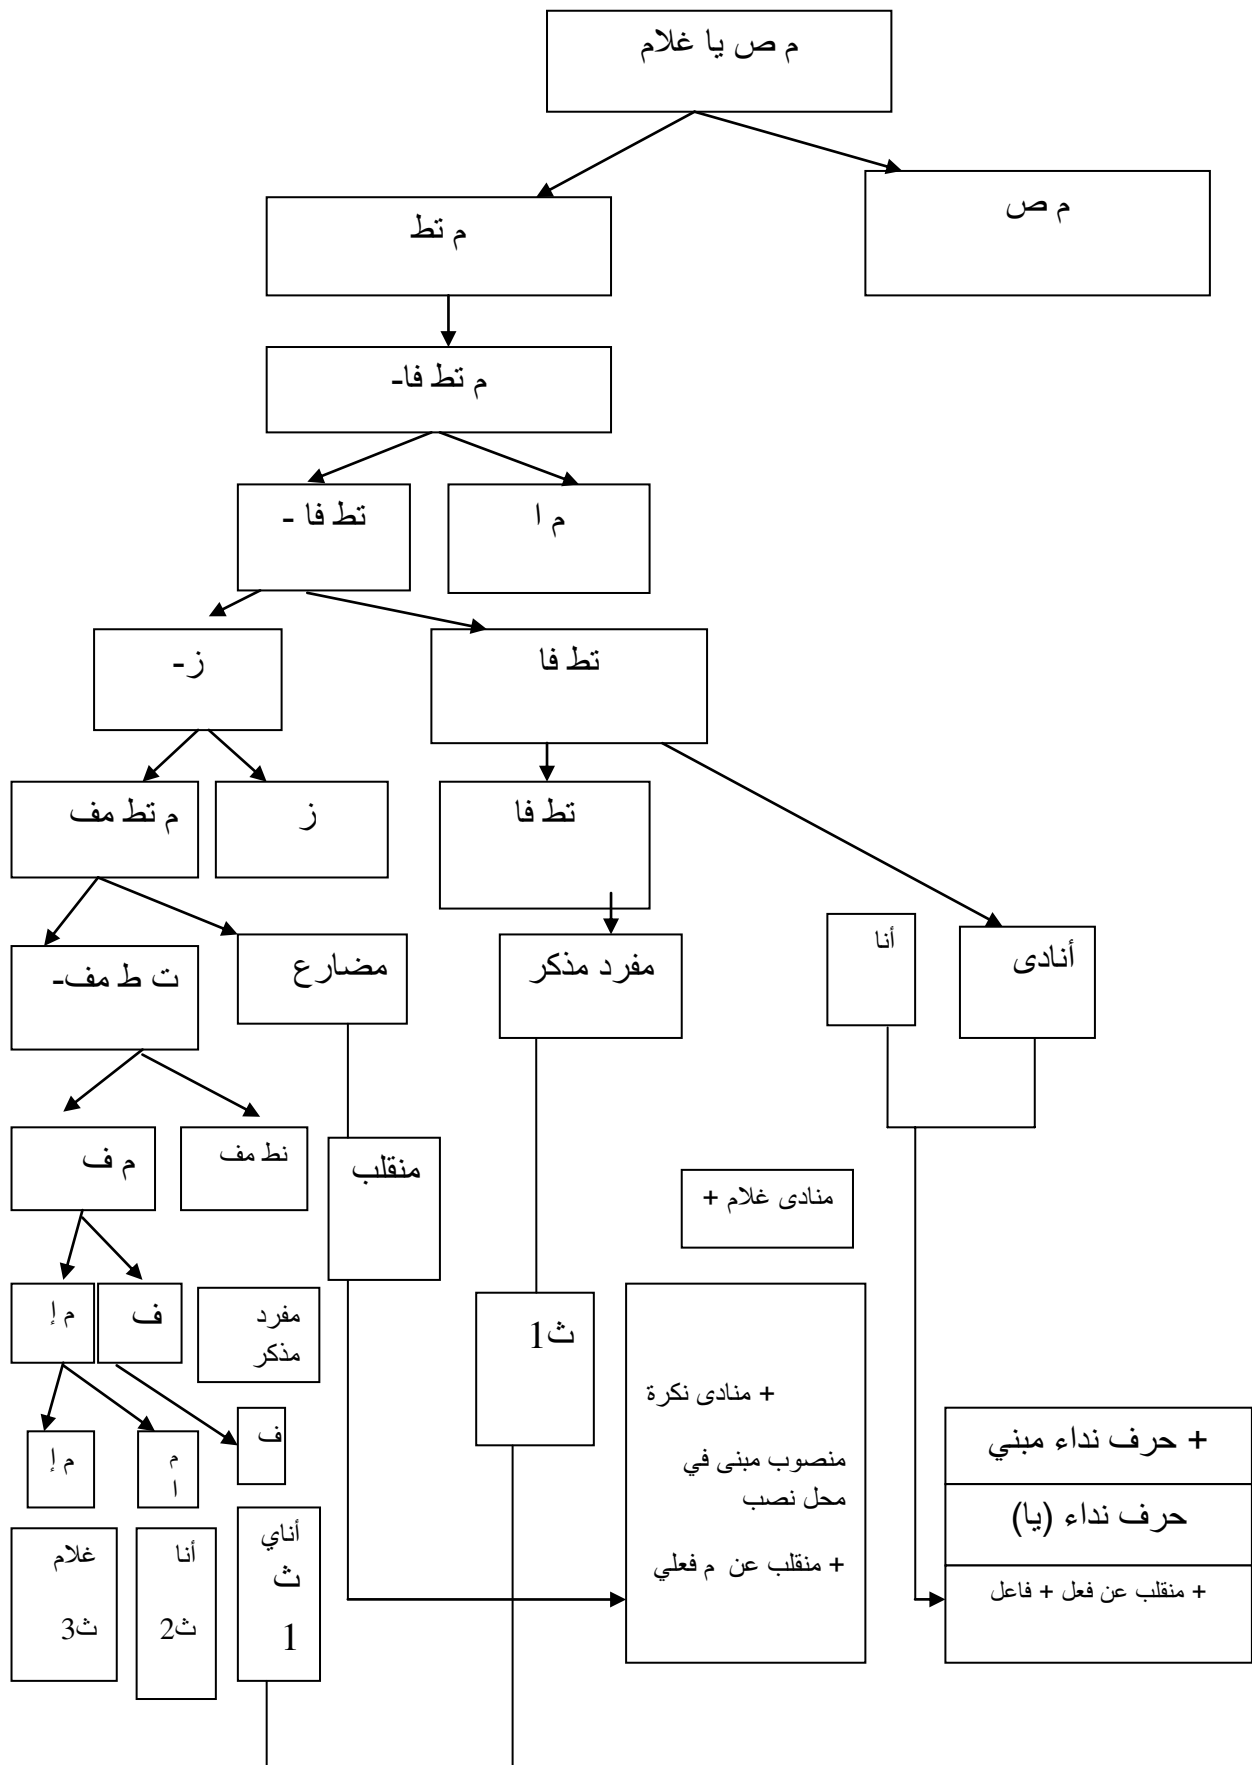 م ص يا غلام
م ص
م تط
م تط فا-
م ا
تط فا -
تط فا
ز-
تط فا
ز
م تط مف
أنادى
أنا
مفرد مذكر
مضارع
ت ط مف-
منقلب
نط مف
م ف
منادى غلام +
مفرد
مذكر
ف
م إ
ث1
+ منادى نكرة
منصوب مبنى في
محل نصب
+ منقلب عن م فعلي
+ حرف نداء مبني
حرف نداء (يا)
+ منقلب عن فعل + فاعل
ف
م
ا
م إ
أناي
ث
1
أنا
ث2
غلام
ث3